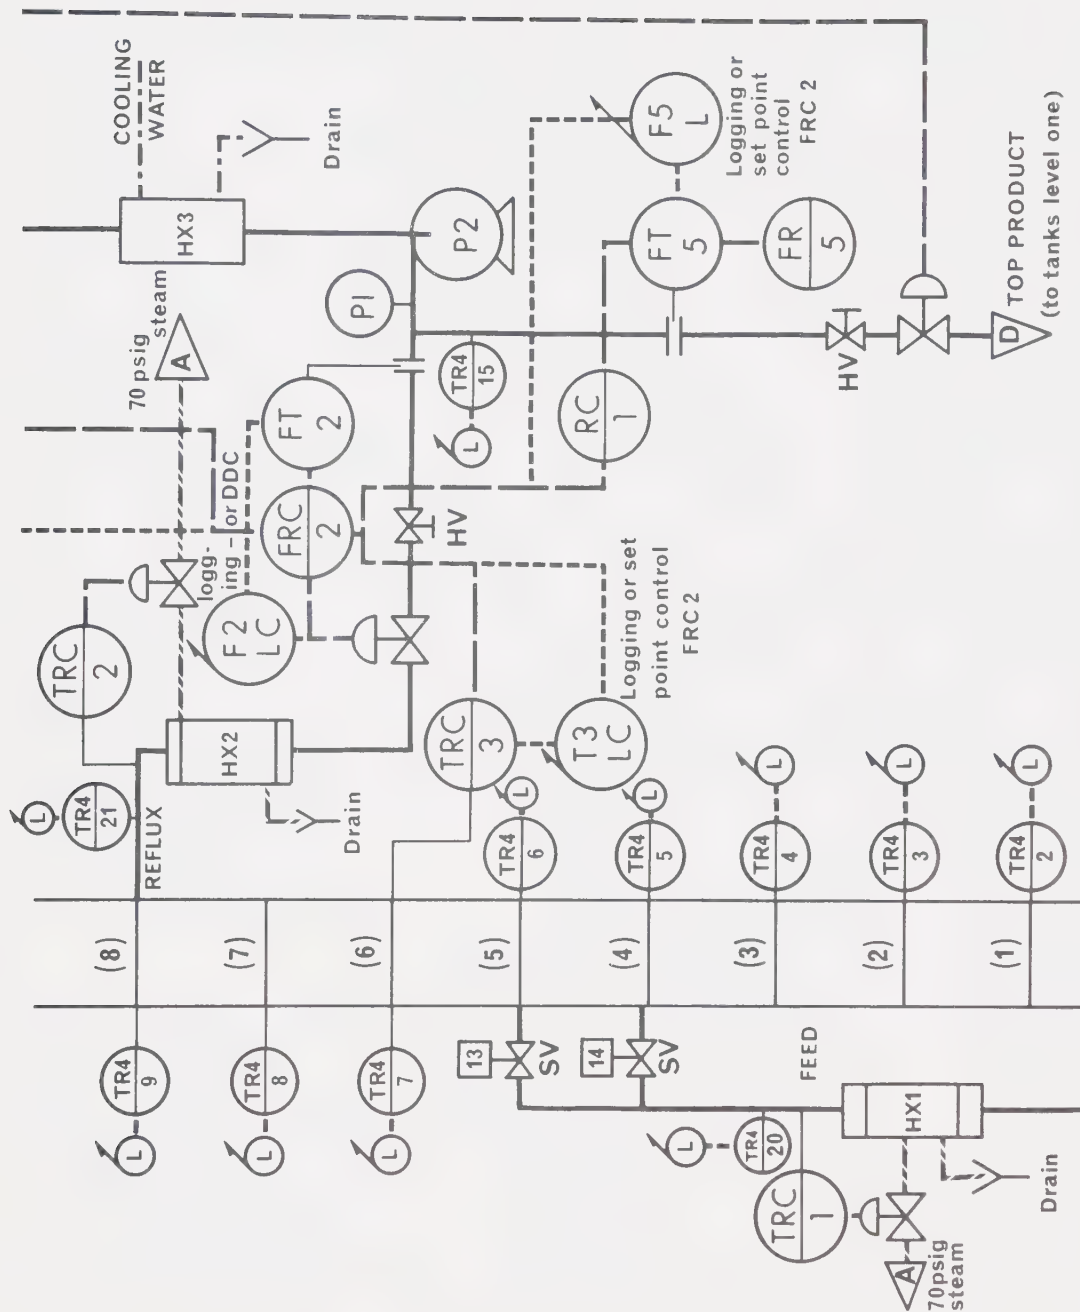 COOLING
WATER
HX3
Drain
70 psig
steam
A
PI
P2
F5
L
Logging or
set point
control
FRC 2
FT
5
FR
5
TR4
15
L
RC
1
HV
D
TOP PRODUCT
(to tanks level one)
FT
2
or DDC
logg-
ing –
FRC
2
HV
F2
LC
TRC
2
HX2
Drain
L
TR4
21
REFLUX
TRC
3
T3
LC
Logging or set
point control
FRC 2
L
TR4
6
L
TR4
5
L
TR4
4
L
TR4
3
L
TR4
2
(8)
(7)
(6)
(5)
(4)
(3)
(2)
(1)
TR4
9
L
TR4
8
L
TR4
7
L
13
SV
14
SV
FEED
L
TR4
20
TRC
1
HX1
Drain
A
70psig
steam